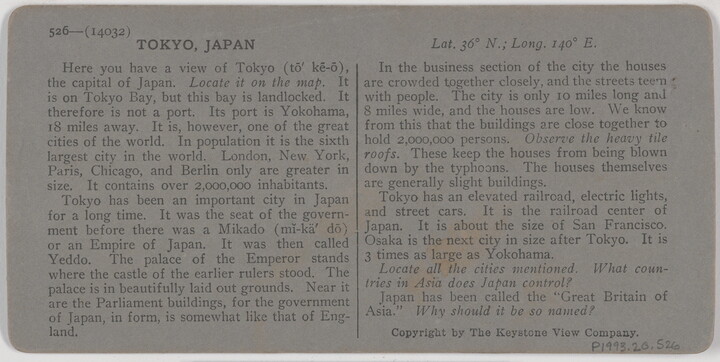 526—(14032)
TOKYO, JAPAN
Here you have a view of Tokyo (tō′ kē-ō),
the capital of Japan. Locate it on the map. It
is on Tokyo Bay, but this bay is landlocked. It
therefore is not a port. Its port is Yokohama,
18 miles away. It is, however, one of the great
cities of the world. In population it is the sixth
largest city in the world. London, New York,
Paris, Chicago, and Berlin only are greater in
size. It contains over 2,000,000 inhabitants.
Tokyo has been an important city in Japan
for a long time. It was the seat of the govern-
ment before there was a Mikado (mĭ-kä′ dō)
or an Empire of Japan. It was then called
Yeddo. The palace of the Emperor stands
where the castle of the earlier rulers stood. The
palace is in beautifully laid out grounds. Near it
are the Parliament buildings, for the government
of Japan, in form, is somewhat like that of Eng-
land.
Lat. 36° N.; Long. 140° E.
In the business section of the city the houses
are crowded together closely, and the streets teem
with people. The city is only 10 miles long and
8 miles wide, and the houses are low. We know
from this that the buildings are close together to
hold 2,000,000 persons. Observe the heavy tile
roofs. These keep the houses from being blown
down by the typhoons. The houses themselves
are generally slight buildings.
Tokyo has an elevated railroad, electric lights,
and street cars. It is the railroad center of
Japan. It is about the size of San Francisco.
Osaka is the next city in size after Tokyo. It is
3 times as large as Yokohama.
Locate all the cities mentioned. What coun-
tries in Asia does Japan control?
Japan has been called the "Great Britain of
Asia." Why should it be so named?
Copyright by The Keystone View Company.
P1993.20.526